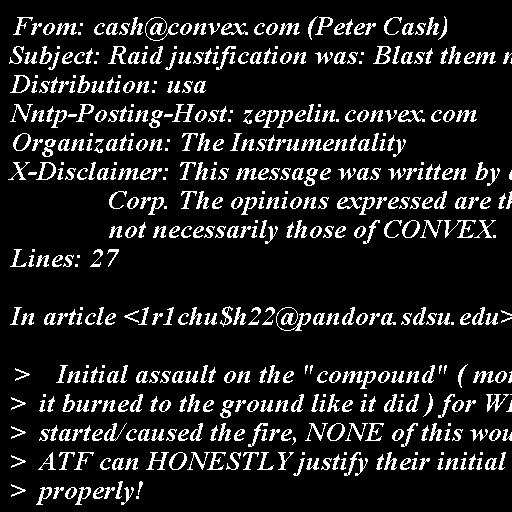 From: cash@convex.com (Peter Cash)
Subject: Raid justification was: Blast them
Distribution: usa
Nntp-Posting-Host: zeppelin.convex.com
Organization: The Instrumentality
X-Disclaimer: This message was written by
Corp. The opinions expressed are
not necessarily those of CONVEX.
Lines: 27
In article <1r1chu$h22@pandora.sdsu.edu>
> Initial assault on the "compound" (
> it burned to the ground like it did ) for
> started/caused the fire, NONE of this
> ATF can HONESTLY justify their initial
> properly!